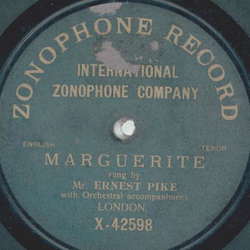 ZONOPHONE RECORD
INTERNATIONAL
ZONOPHONE COMPANY
ENGLISH
TENOR
MARGUERITE
sung by
Mr. ERNEST PIKE
with Orchestral accompaniment
LONDON.
X-42598